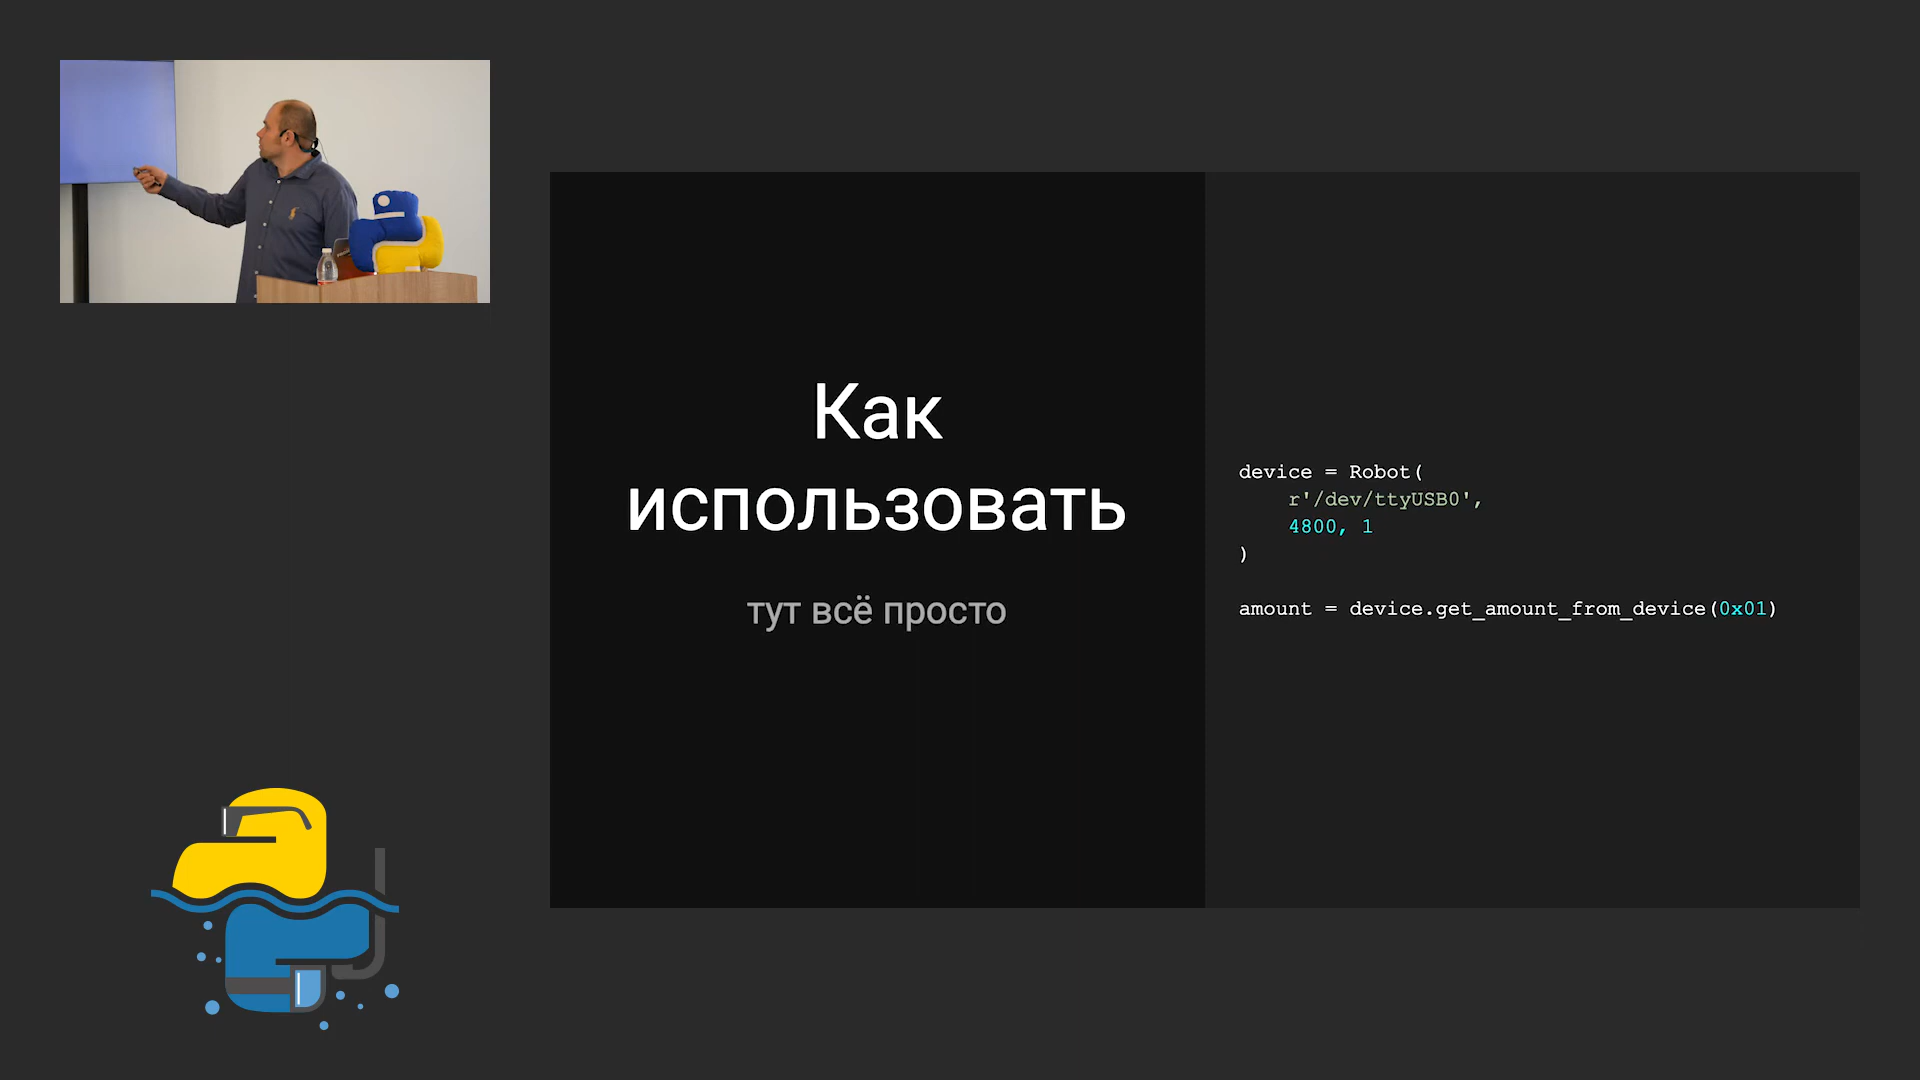 Как
использовать
тут всё просто
device = Robot(
    r'/dev/ttyUSB0',
    4800, 1
)
amount = device.get_amount_from_device(0x01)